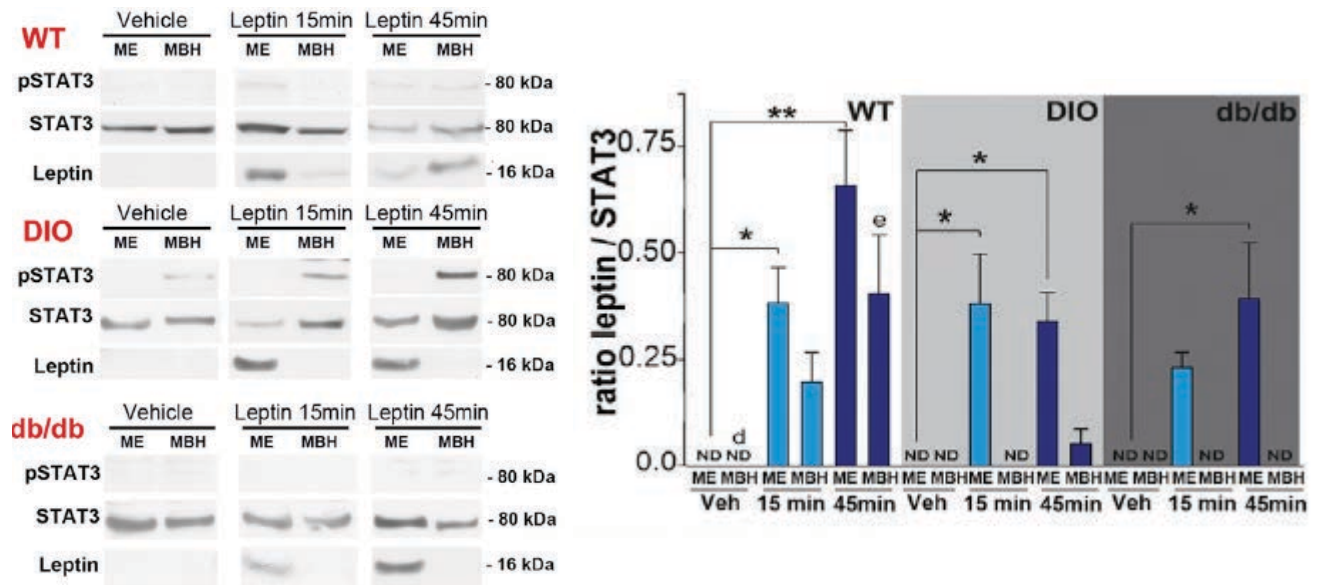 WT
Vehicle
Leptin 15min
Leptin 45min
ME MBH ME MBH ME MBH
pSTAT3 - 80 kDa
STAT3 - 80 kDa
Leptin - 16 kDa
DIO
Vehicle
Leptin 15min
Leptin 45min
ME MBH ME MBH ME MBH
pSTAT3 - 80 kDa
STAT3 - 80 kDa
Leptin - 16 kDa
db/db
Vehicle
Leptin 15min
Leptin 45min
ME MBH ME MBH ME MBH
pSTAT3 - 80 kDa
STAT3 - 80 kDa
Leptin - 16 kDa
ratio leptin / STAT3
WT DIO db/db
0.75
0.50
0.25
0.0
** * * * *
d e
ND ND ND ND ND ND ND ND ND
ME MBH ME MBH ME MBH ME MBH ME MBH ME MBH ME MBH ME MBH ME MBH
Veh 15 min 45min Veh 15 min 45min Veh 15 min 45min